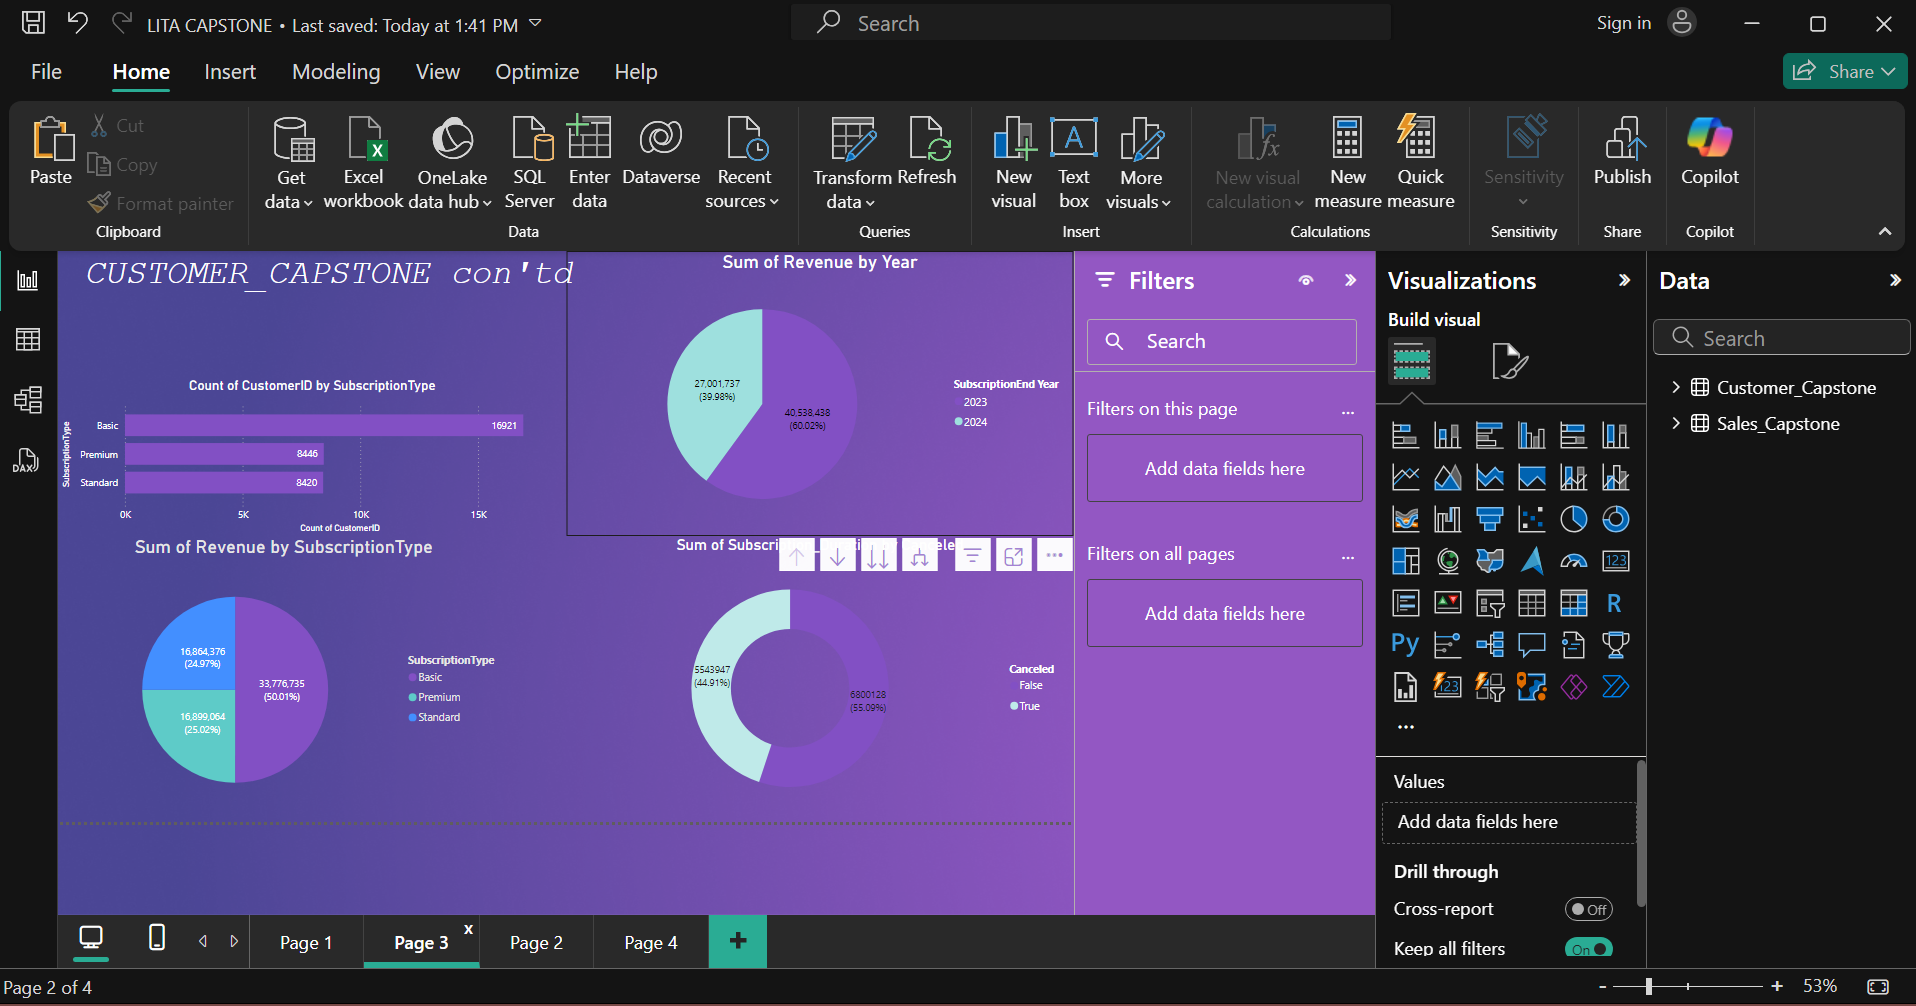 LITA CAPSTONE • Last saved: Today at 1:41 PM
Search
Sign in
File
Home
Insert
Modeling
View
Optimize
Help
Share
Paste
Cut
Copy
Format painter
Clipboard
Get data
Excel workbook
OneLake data hub
SQL Server
Enter data
Dataverse
Recent sources
Data
Transform data
Refresh
Queries
New visual
A
Text box
More visuals
Insert
New visual calculation
New measure
Quick measure
Calculations
Sensitivity
Sensitivity
Publish
Share
Copilot
Copilot
DAX
CUSTOMER_CAPSTONE con'td
Count of CustomerID by SubscriptionType
SubscriptionType
Basic
16921
Premium
8446
Standard
8420
0K
5K
10K
15K
Count of CustomerID
Sum of Revenue by Year
27,001,737
(39.98%)
40,538,438
(60.02%)
SubscriptionEnd Year
2023
2024
Sum of Revenue by SubscriptionType
16,864,376
(24.97%)
33,776,735
(50.01%)
16,899,064
(25.02%)
SubscriptionType
Basic
Premium
Standard
Sum of
5543947
(44.91%)
6800128
(55.09%)
Canceled
False
True
Filters
Search
Filters on this page
...
Add data fields here
Filters on all pages
...
Add data fields here
Visualizations
Build visual
123
R
Py
123
...
Values
Add data fields here
Drill through
Cross-report
Off
Keep all filters
On
Data
Search
Customer_Capstone
Sales_Capstone
Page 1
Page 3
x
Page 2
Page 4
+
Page 2 of 4
-
+
53%